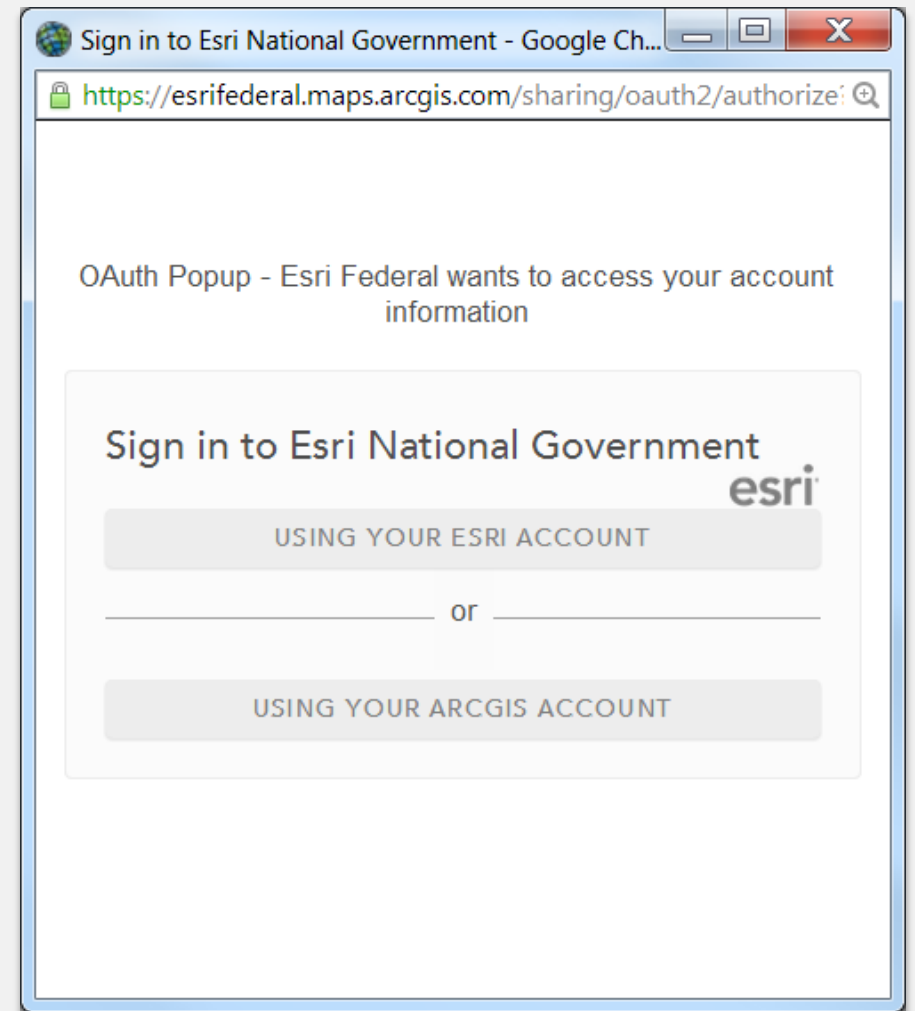 Sign in to Esri National Government - Google Ch...
https://esrifederal.maps.arcgis.com/sharing/oauth2/authorize?
OAuth Popup - Esri Federal wants to access your account
information
Sign in to Esri National Government
esri
USING YOUR ESRI ACCOUNT
or
USING YOUR ARCGIS ACCOUNT